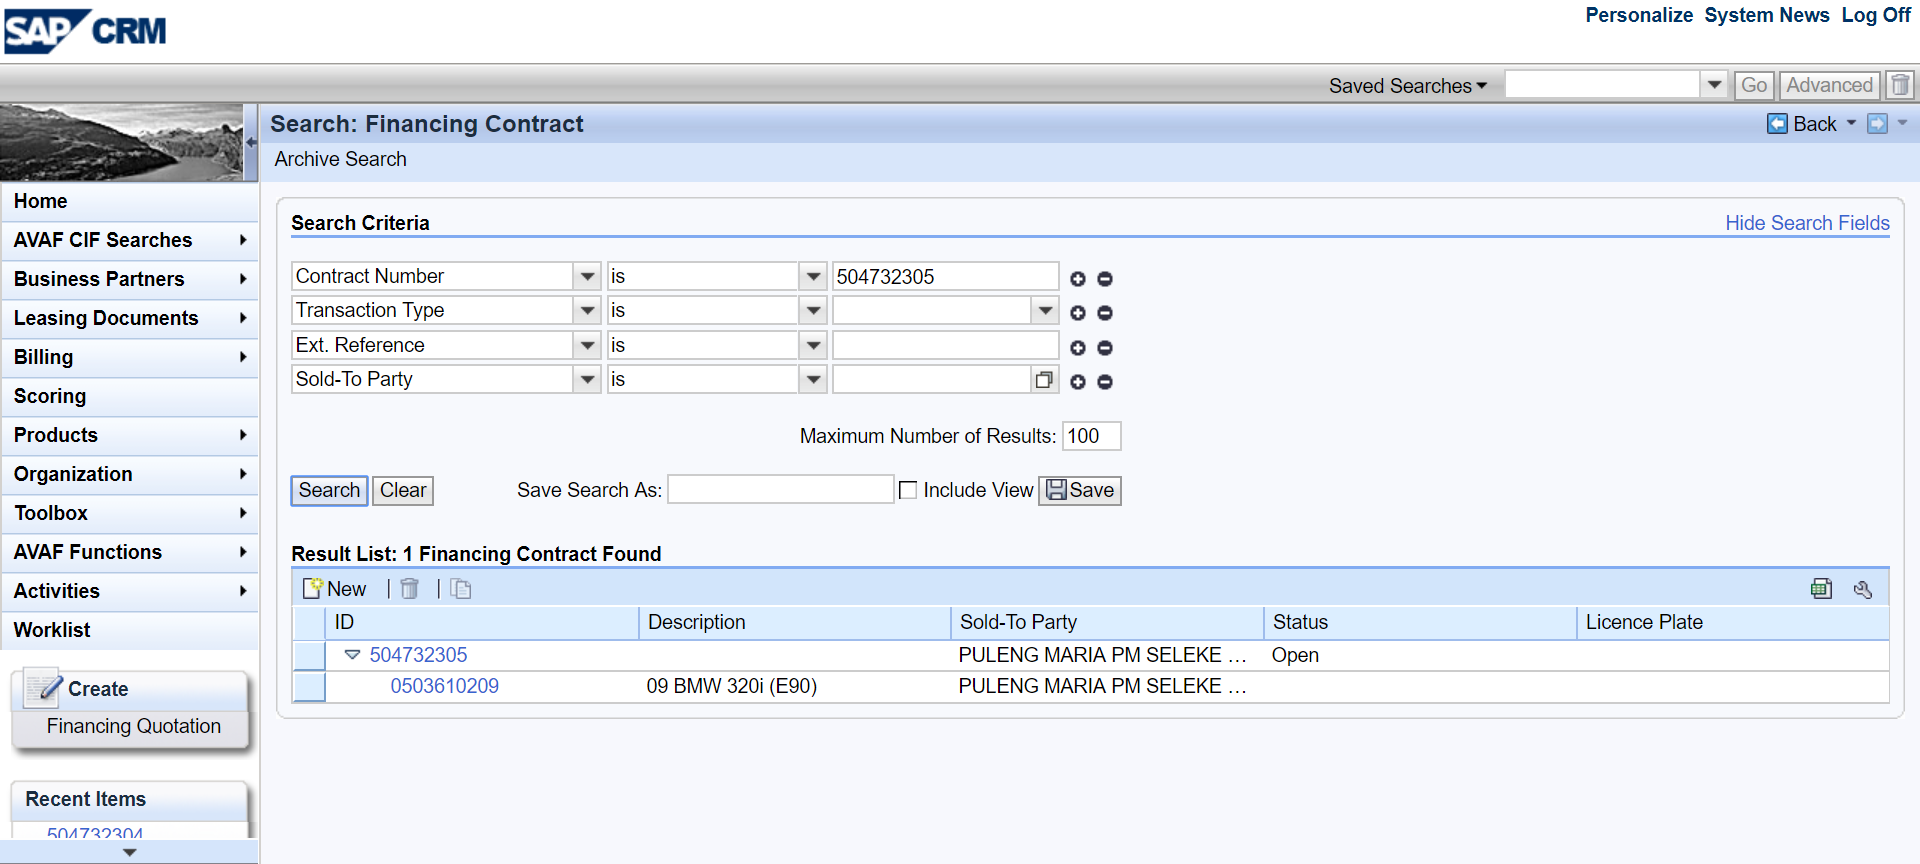 SAP CRM
Personalize System News Log Off
Saved Searches Go Advanced
Search: Financing Contract
Back
Archive Search
Home
AVAF CIF Searches
Business Partners
Leasing Documents
Billing
Scoring
Products
Organization
Toolbox
AVAF Functions
Activities
Worklist
Create
Financing Quotation
Recent Items
504732304
Search Criteria
Hide Search Fields
Contract Number is 504732305
Transaction Type is
Ext. Reference is
Sold-To Party is
Maximum Number of Results: 100
Search Clear Save Search As: Include View Save
Result List: 1 Financing Contract Found
New
ID Description Sold-To Party Status Licence Plate
504732305 PULENG MARIA PM SELEKE ... Open
0503610209 09 BMW 320i (E90) PULENG MARIA PM SELEKE ...